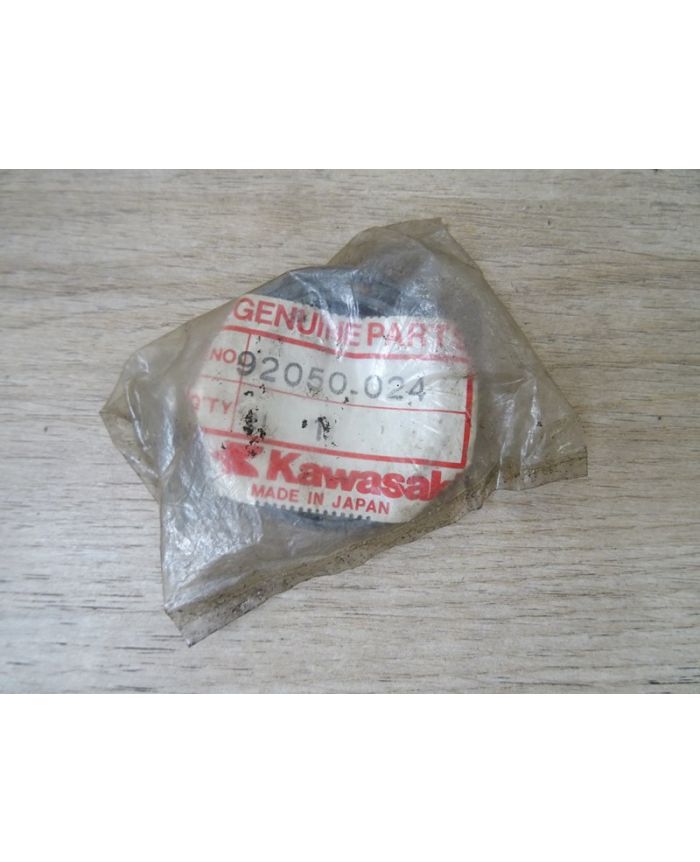 GENUINE PARTS
NO 92050-024
Q'TY 1
Kawasaki
MADE IN JAPAN